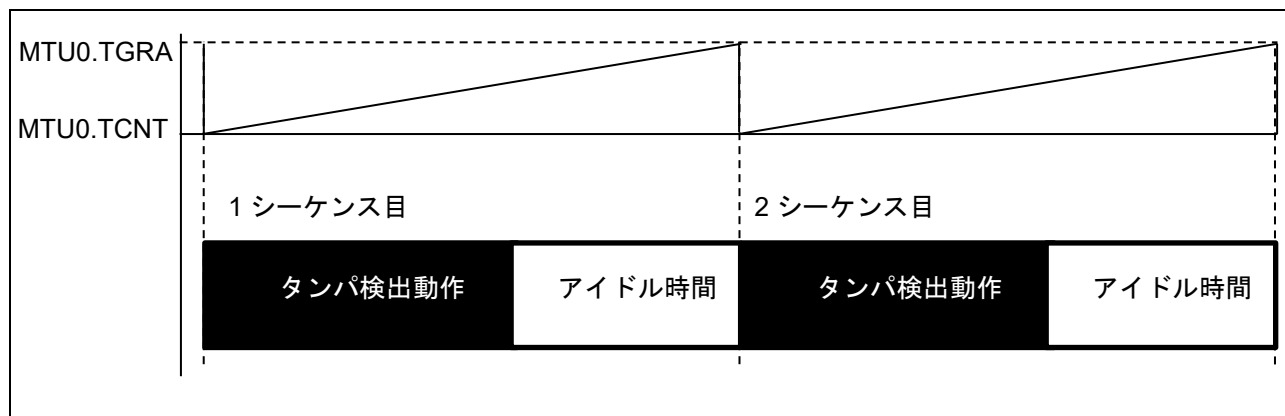 MTU0.TGRA
MTU0.TCNT
1 シーケンス目
2 シーケンス目
タンパ検出動作
アイドル時間
タンパ検出動作
アイドル時間